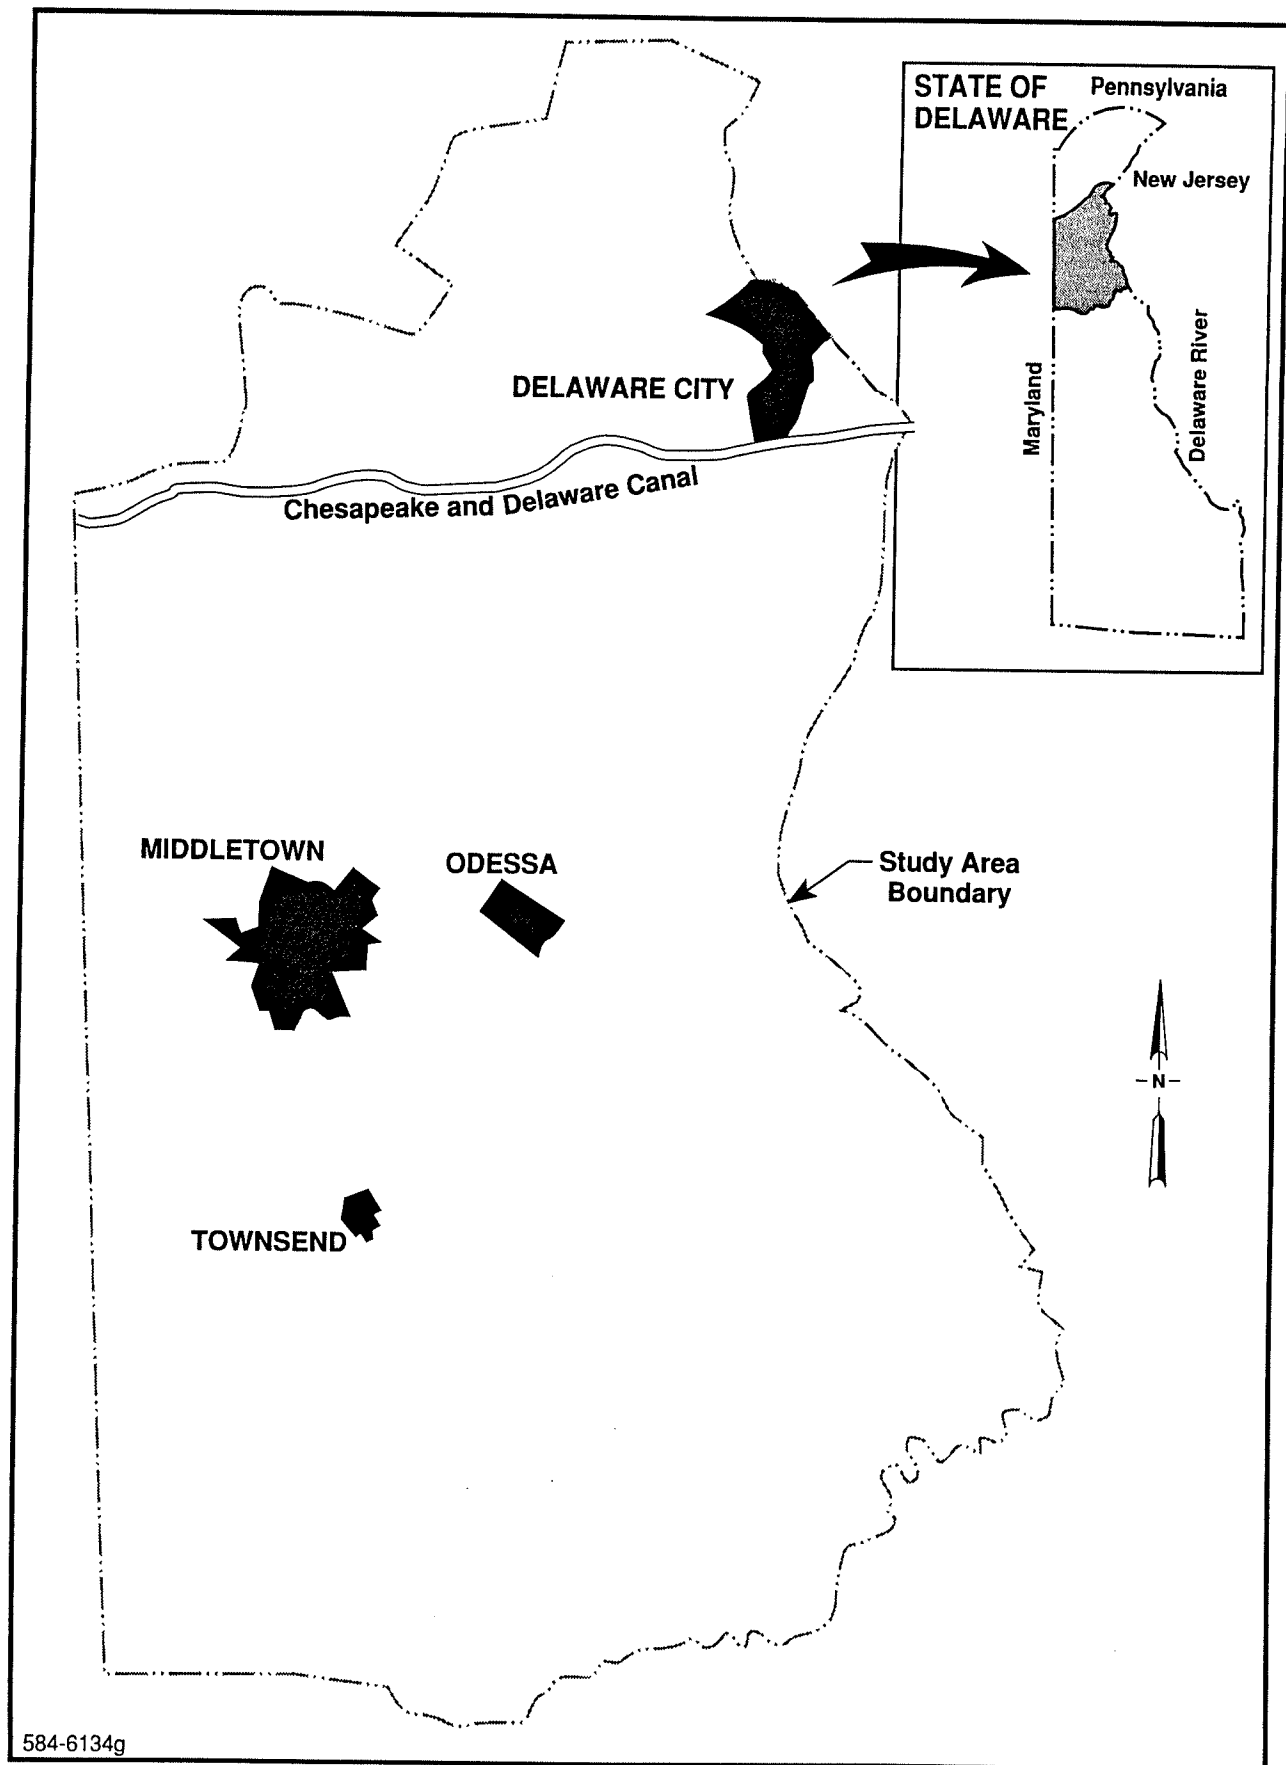 STATE OF
DELAWARE
Pennsylvania
New Jersey
Maryland
Delaware River
DELAWARE CITY
Chesapeake and Delaware Canal
MIDDLETOWN
ODESSA
Study Area
Boundary
-N-
TOWNSEND
584-6134g